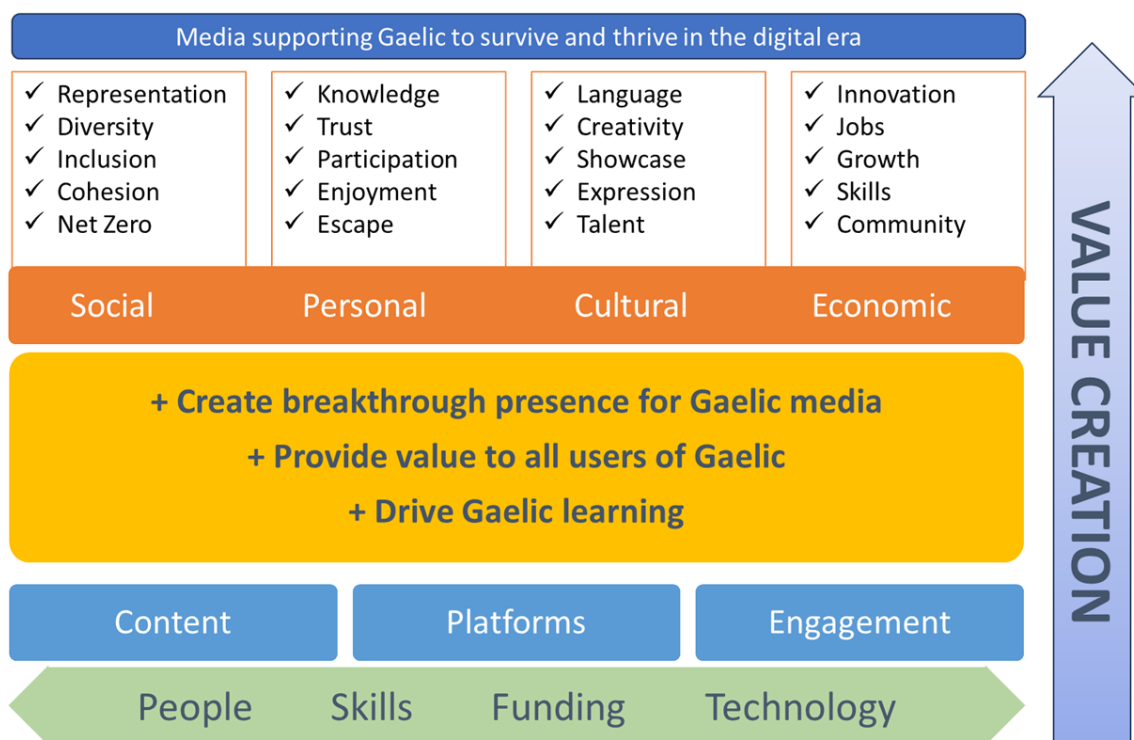 Media supporting Gaelic to survive and thrive in the digital era
✓ Representation
✓ Diversity
✓ Inclusion
✓ Cohesion
✓ Net Zero
✓ Knowledge
✓ Trust
✓ Participation
✓ Enjoyment
✓ Escape
✓ Language
✓ Creativity
✓ Showcase
✓ Expression
✓ Talent
✓ Innovation
✓ Jobs
✓ Growth
✓ Skills
✓ Community
Social Personal Cultural Economic
+ Create breakthrough presence for Gaelic media
+ Provide value to all users of Gaelic
+ Drive Gaelic learning
Content Platforms Engagement
People Skills Funding Technology
VALUE CREATION